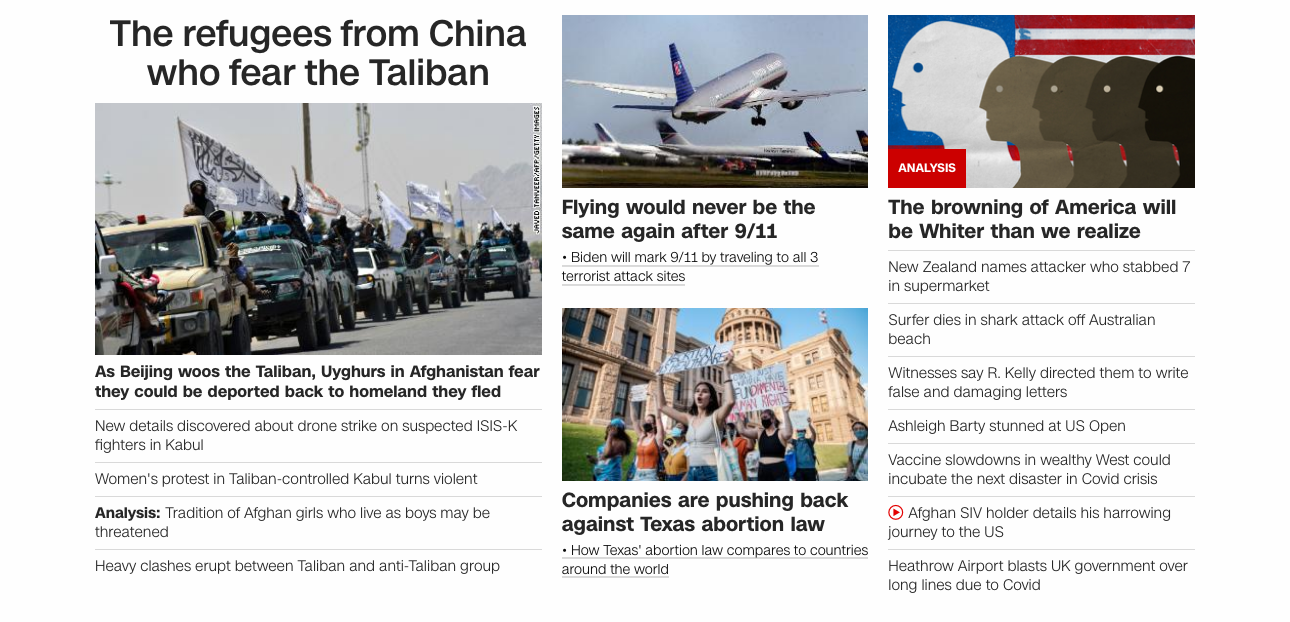 The refugees from China
who fear the Taliban
JAVED TANVEER/AFP/GETTY IMAGES
As Beijing woos the Taliban, Uyghurs in Afghanistan fear
they could be deported back to homeland they fled
New details discovered about drone strike on suspected ISIS-K
fighters in Kabul
Women's protest in Taliban-controlled Kabul turns violent
Analysis: Tradition of Afghan girls who live as boys may be
threatened
Heavy clashes erupt between Taliban and anti-Taliban group
Flying would never be the
same again after 9/11
• Biden will mark 9/11 by traveling to all 3
terrorist attack sites
FUNDAMENTAL
HUMAN RIGHTS
Companies are pushing back
against Texas abortion law
• How Texas' abortion law compares to countries
around the world
ANALYSIS
The browning of America will
be Whiter than we realize
New Zealand names attacker who stabbed 7
in supermarket
Surfer dies in shark attack off Australian
beach
Witnesses say R. Kelly directed them to write
false and damaging letters
Ashleigh Barty stunned at US Open
Vaccine slowdowns in wealthy West could
incubate the next disaster in Covid crisis
Afghan SIV holder details his harrowing
journey to the US
Heathrow Airport blasts UK government over
long lines due to Covid